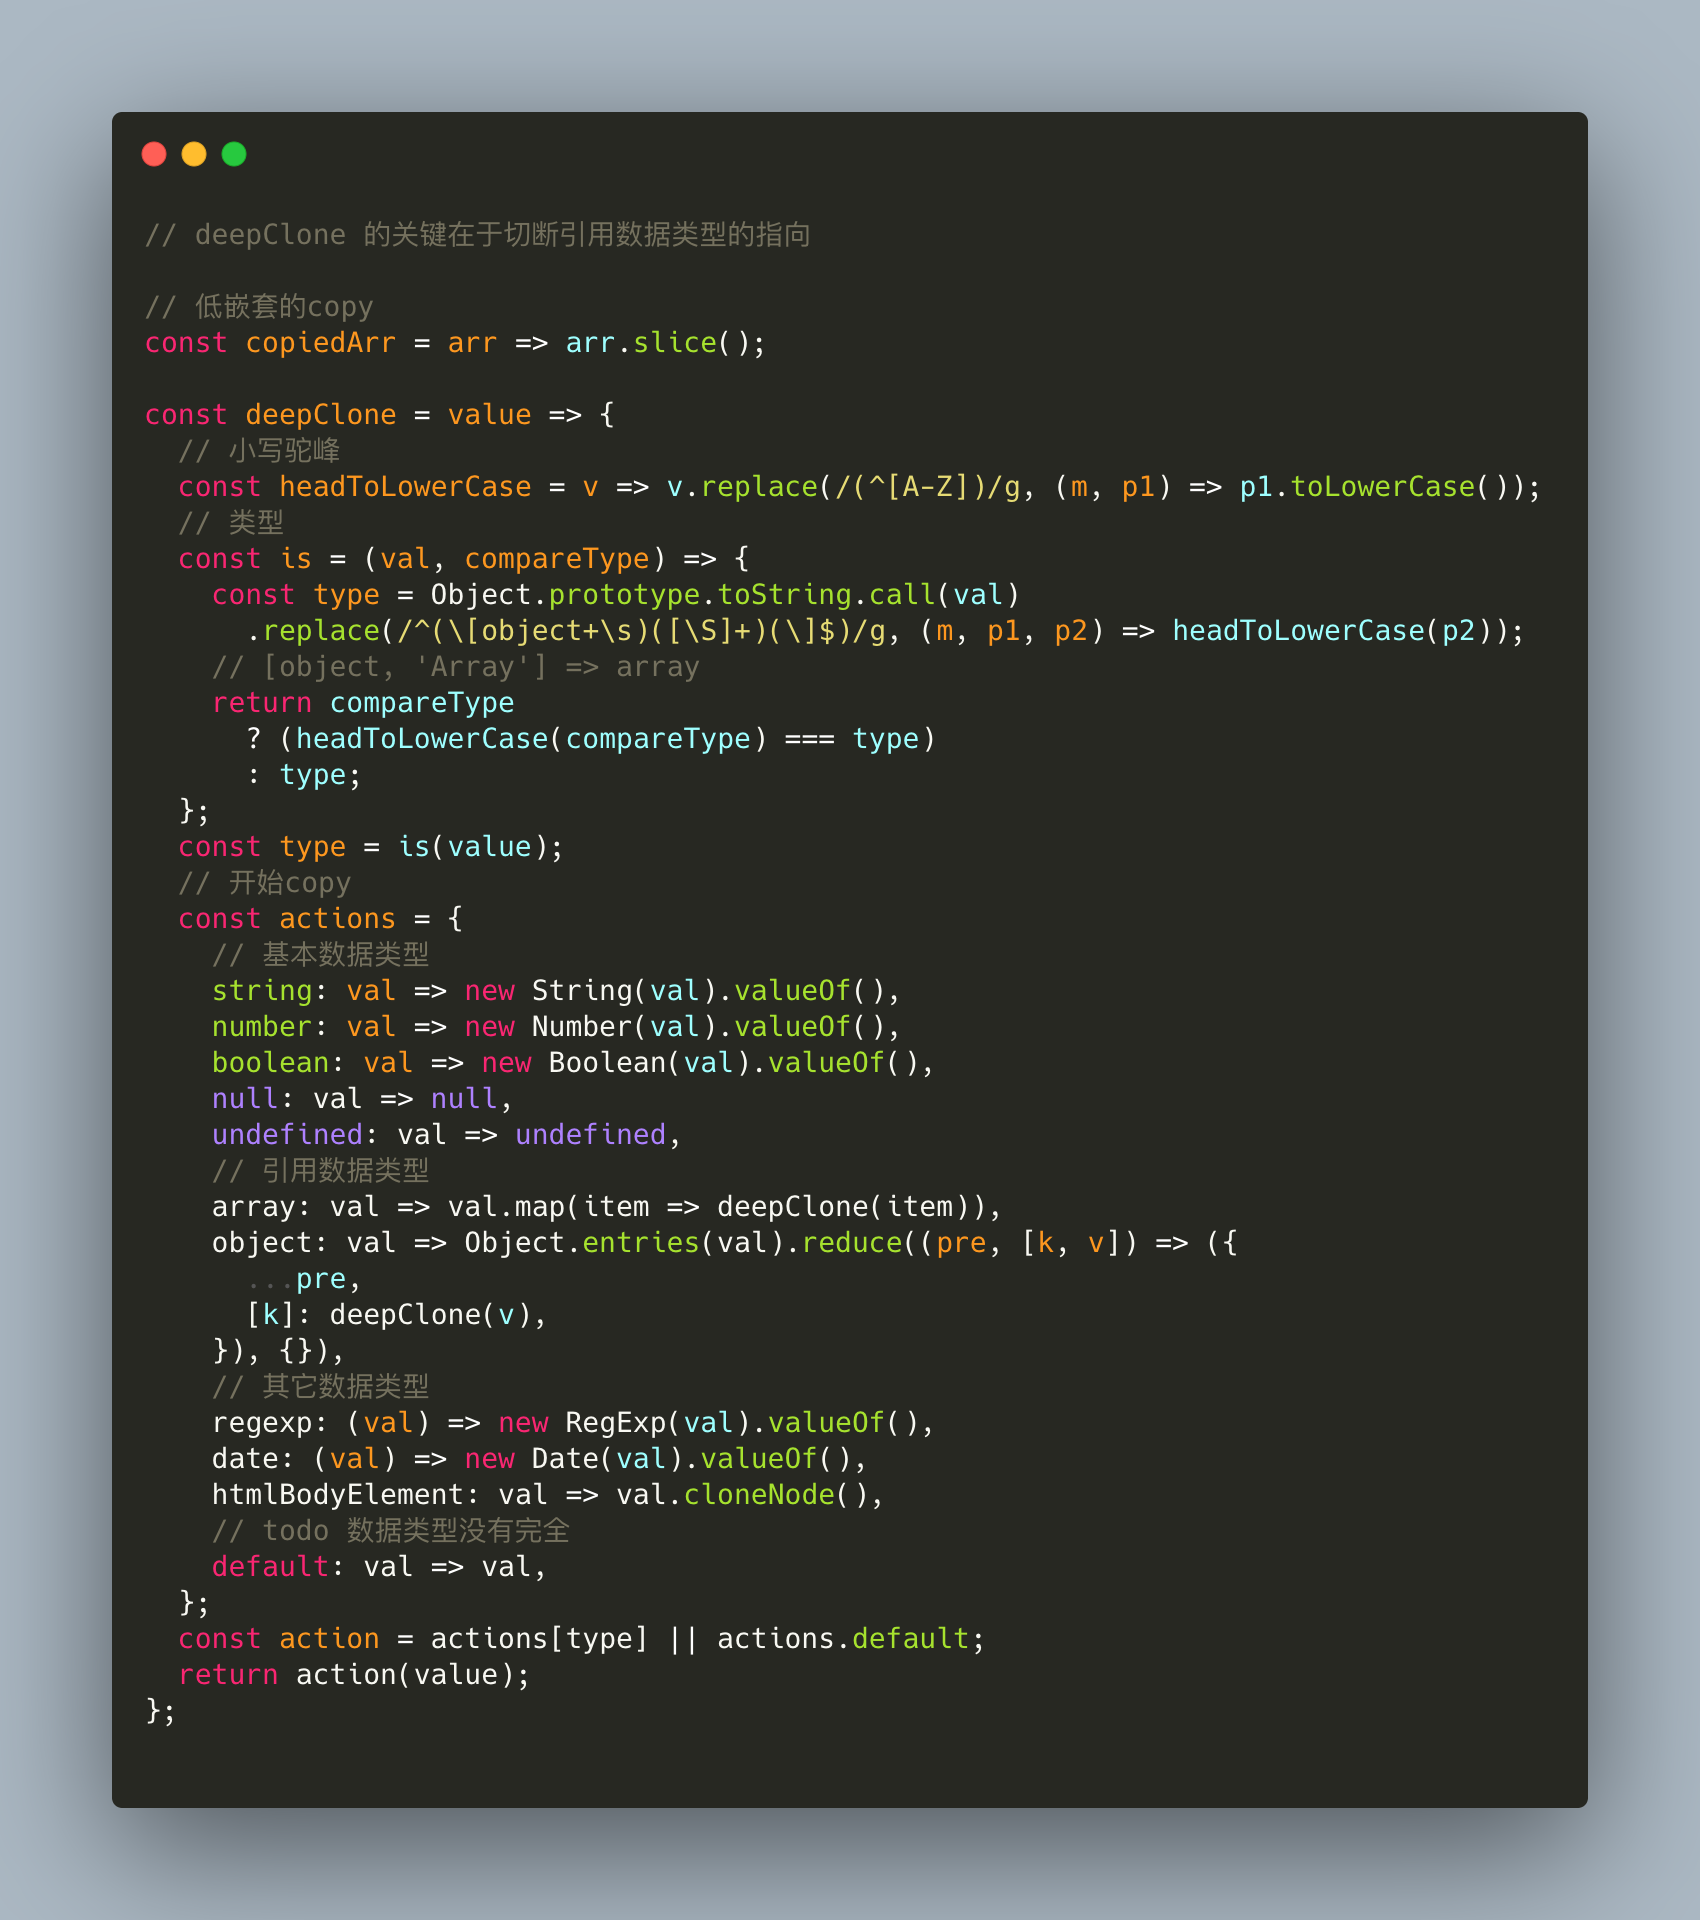 // deepClone 的关键在于切断引用数据类型的指向

// 低嵌套的copy
const copiedArr = arr => arr.slice();

const deepClone = value => {
  // 小写驼峰
  const headToLowerCase = v => v.replace(/(^[A-Z])/g, (m, p1) => p1.toLowerCase());
  // 类型
  const is = (val, compareType) => {
    const type = Object.prototype.toString.call(val)
      .replace(/^(\[object+\s)([\S]+)(\]$)/g, (m, p1, p2) => headToLowerCase(p2));
    // [object, 'Array'] => array
    return compareType
      ? (headToLowerCase(compareType) === type)
      : type;
  };
  const type = is(value);
  // 开始copy
  const actions = {
    // 基本数据类型
    string: val => new String(val).valueOf(),
    number: val => new Number(val).valueOf(),
    boolean: val => new Boolean(val).valueOf(),
    null: val => null,
    undefined: val => undefined,
    // 引用数据类型
    array: val => val.map(item => deepClone(item)),
    object: val => Object.entries(val).reduce((pre, [k, v]) => ({
      ...pre,
      [k]: deepClone(v),
    }), {}),
    // 其它数据类型
    regexp: (val) => new RegExp(val).valueOf(),
    date: (val) => new Date(val).valueOf(),
    htmlBodyElement: val => val.cloneNode(),
    // todo 数据类型没有完全
    default: val => val,
  };
  const action = actions[type] || actions.default;
  return action(value);
};